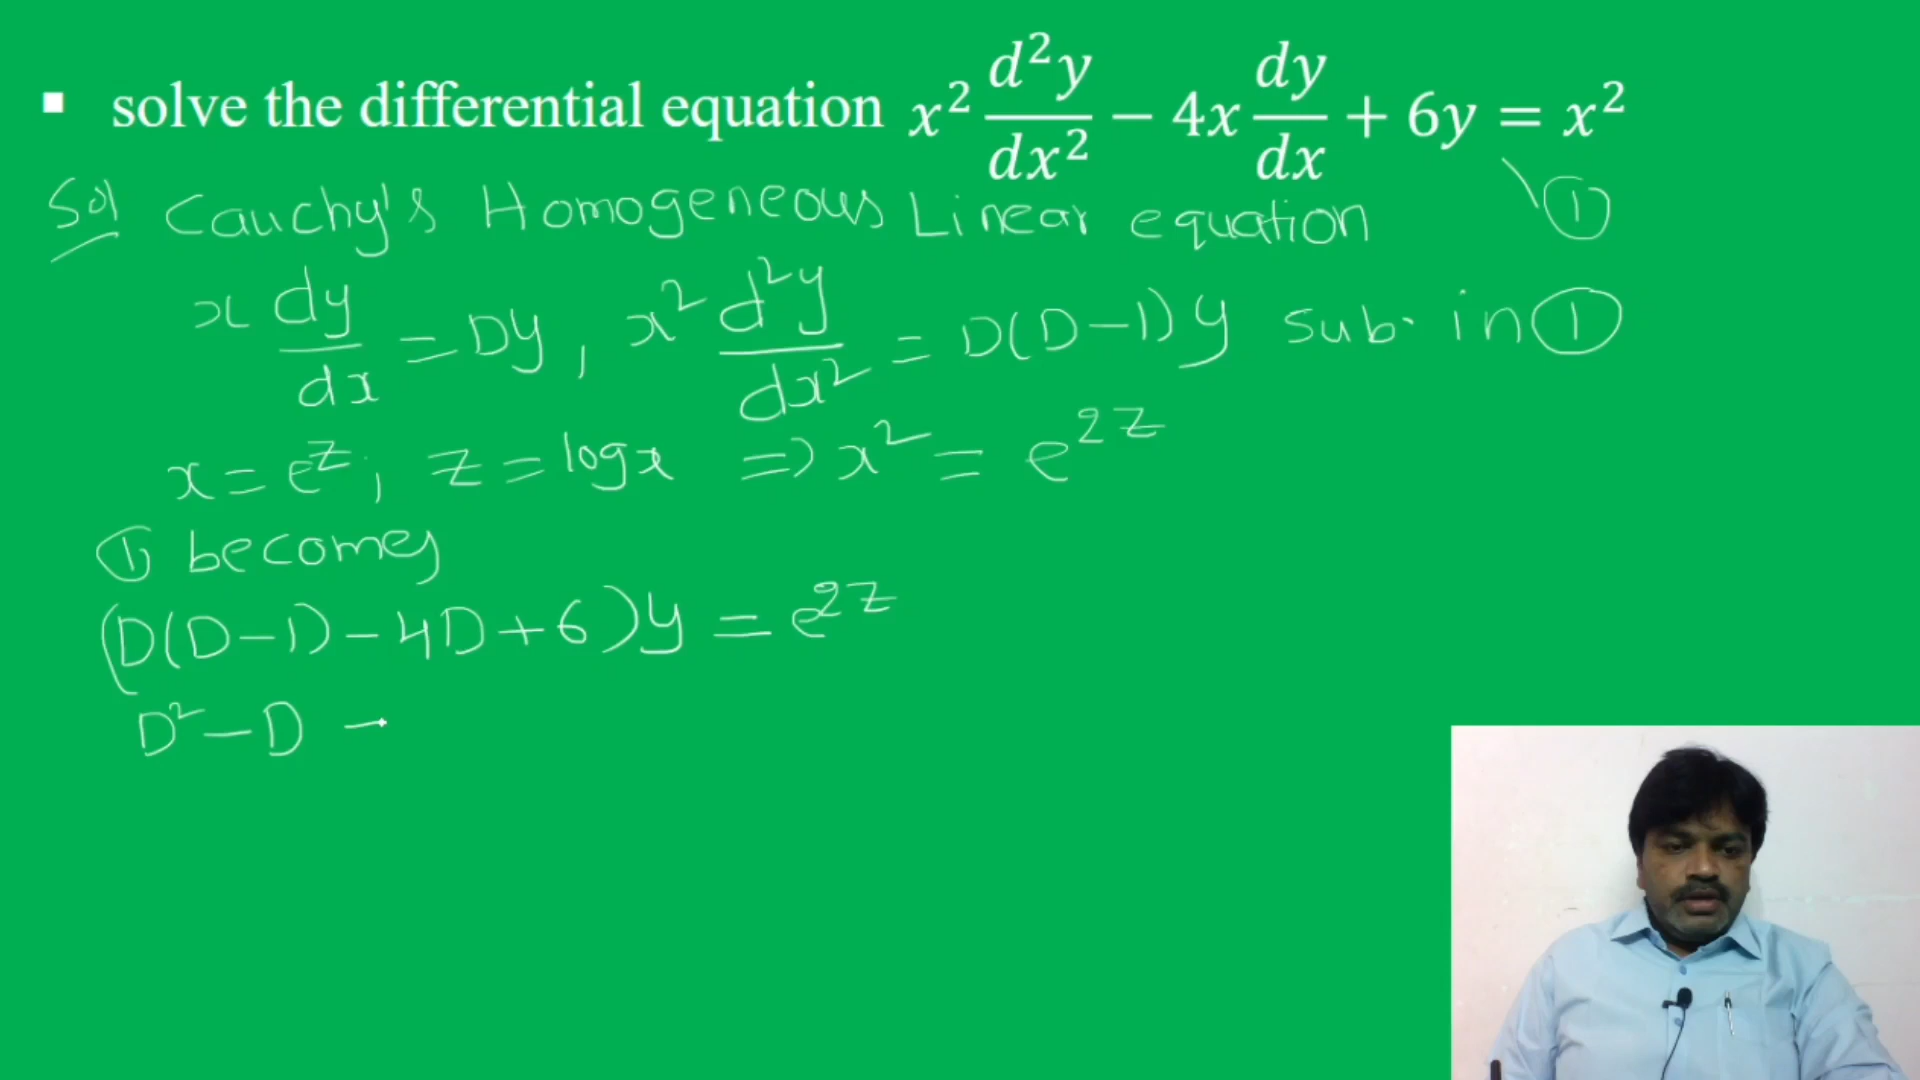 ▪ solve the differential equation x² d²y/dx² − 4x dy/dx + 6y = x²
Sol Cauchy's Homogeneous Linear equation ①
x dy/dx = Dy, x² d²y/dx² = D(D−1)y sub. in ①
x = e^z; z = logx ⇒ x² = e^2z
① becomes
(D(D−1) − 4D + 6)y = e^2z
D² − D −